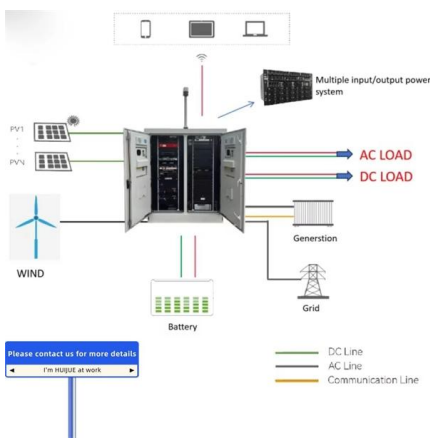 Multiple input/output power
system
PV1
PVN
AC LOAD
DC LOAD
WIND
Generstion
Battery
Grid
Please contact us for more details
I'm HUIJUE at work
DC Line
AC Line
Communication Line